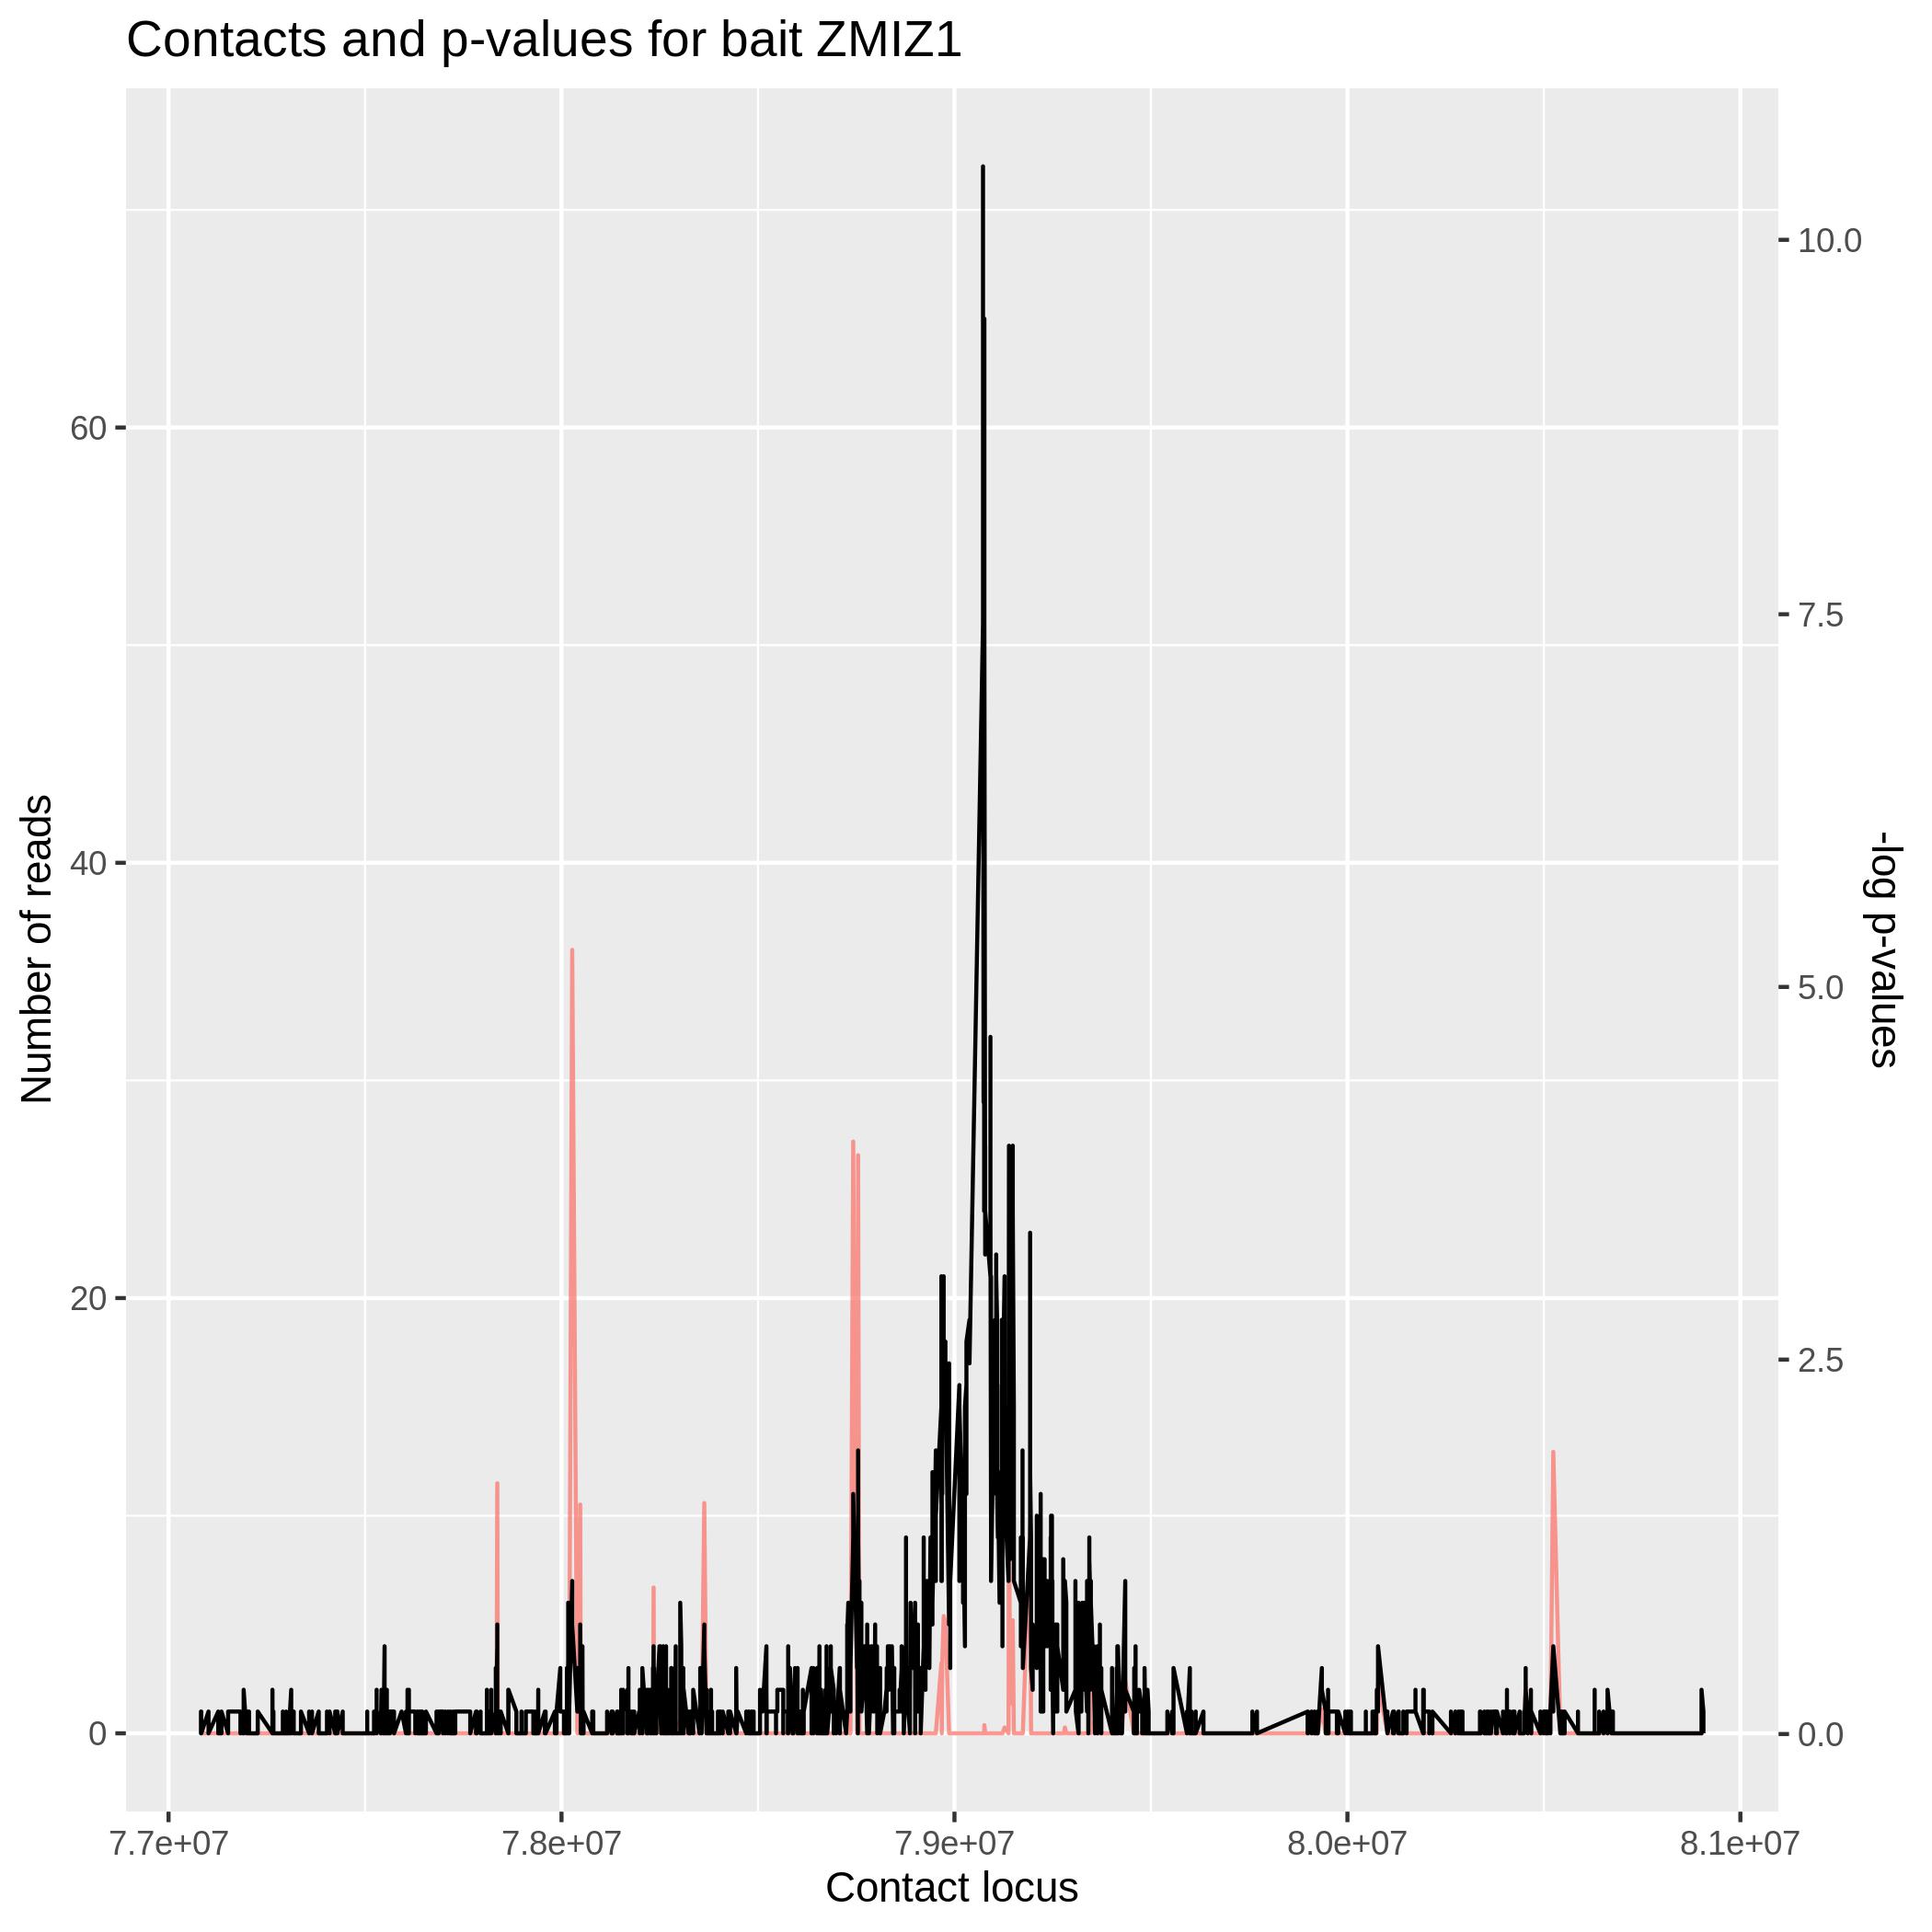 Contacts and p-values for bait ZMIZ1
Number of reads
60
40
20
0
10.0
7.5
5.0
2.5
0.0
-log p-values
7.7e+07 7.8e+07 7.9e+07 8.0e+07 8.1e+07
Contact locus